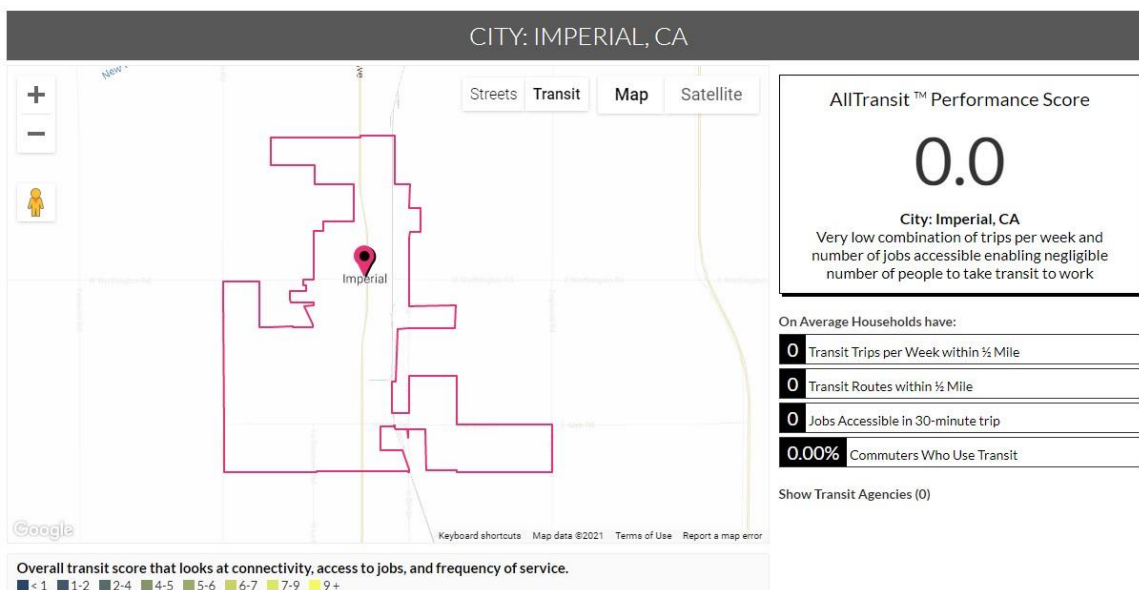 CITY: IMPERIAL, CA
New
Streets Transit Map Satellite
Imperial
Google
Keyboard shortcuts Map data ©2021 Terms of Use Report a map error
Overall transit score that looks at connectivity, access to jobs, and frequency of service.
< 1 1-2 2-4 4-5 5-6 6-7 7-9 9 +
AllTransit ™ Performance Score
0.0
City: Imperial, CA
Very low combination of trips per week and
number of jobs accessible enabling negligible
number of people to take transit to work
On Average Households have:
0 Transit Trips per Week within ½ Mile
0 Transit Routes within ½ Mile
0 Jobs Accessible in 30-minute trip
0.00% Commuters Who Use Transit
Show Transit Agencies (0)